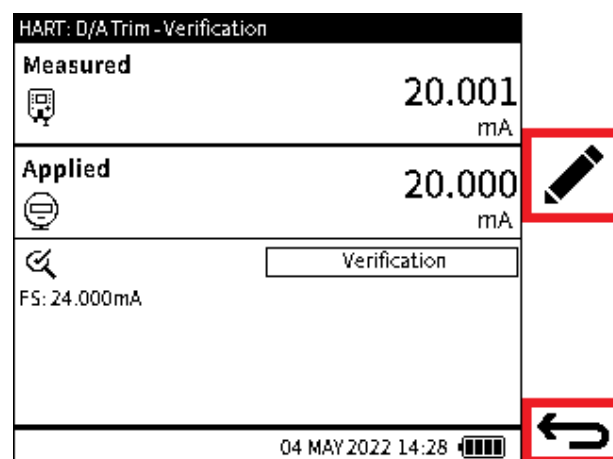 HART: D/A Trim - Verification
Measured
20.001
mA
Applied
20.000
mA
Verification
FS: 24.000mA
04 MAY 2022 14:28